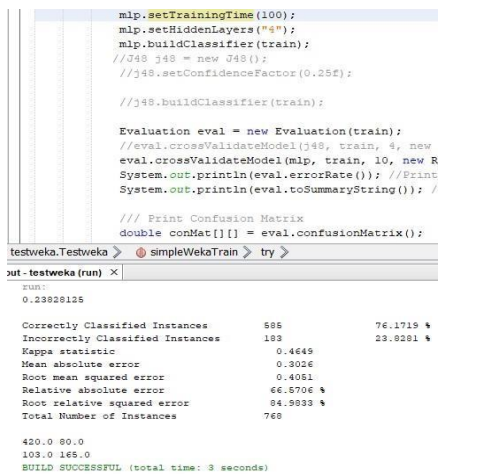 mlp.setTrainingTime(100);
mlp.setHiddenLayers("4");
mlp.buildClassifier(train);
//J48 j48 = new J48();
//j48.setConfidenceFactor(0.25f);
//j48.buildClassifier(train);
Evaluation eval = new Evaluation(train);
//eval.crossValidateModel(j48, train, 4, new
eval.crossValidateModel(mlp, train, 10, new R
System.out.println(eval.errorRate()); //Print
System.out.println(eval.toSummaryString()); /
/// Print Confusion Matrix
double conMat[][] = eval.confusionMatrix();
testweka.Testweka simpleWekaTrain try
out - testweka (run) ×
run:
0.23828125
Correctly Classified Instances 585 76.1719 %
Incorrectly Classified Instances 183 23.8281 %
Kappa statistic 0.4649
Mean absolute error 0.3026
Root mean squared error 0.4051
Relative absolute error 66.5706 %
Root relative squared error 84.9833 %
Total Number of Instances 768
420.0 80.0
103.0 165.0
BUILD SUCCESSFUL (total time: 3 seconds)